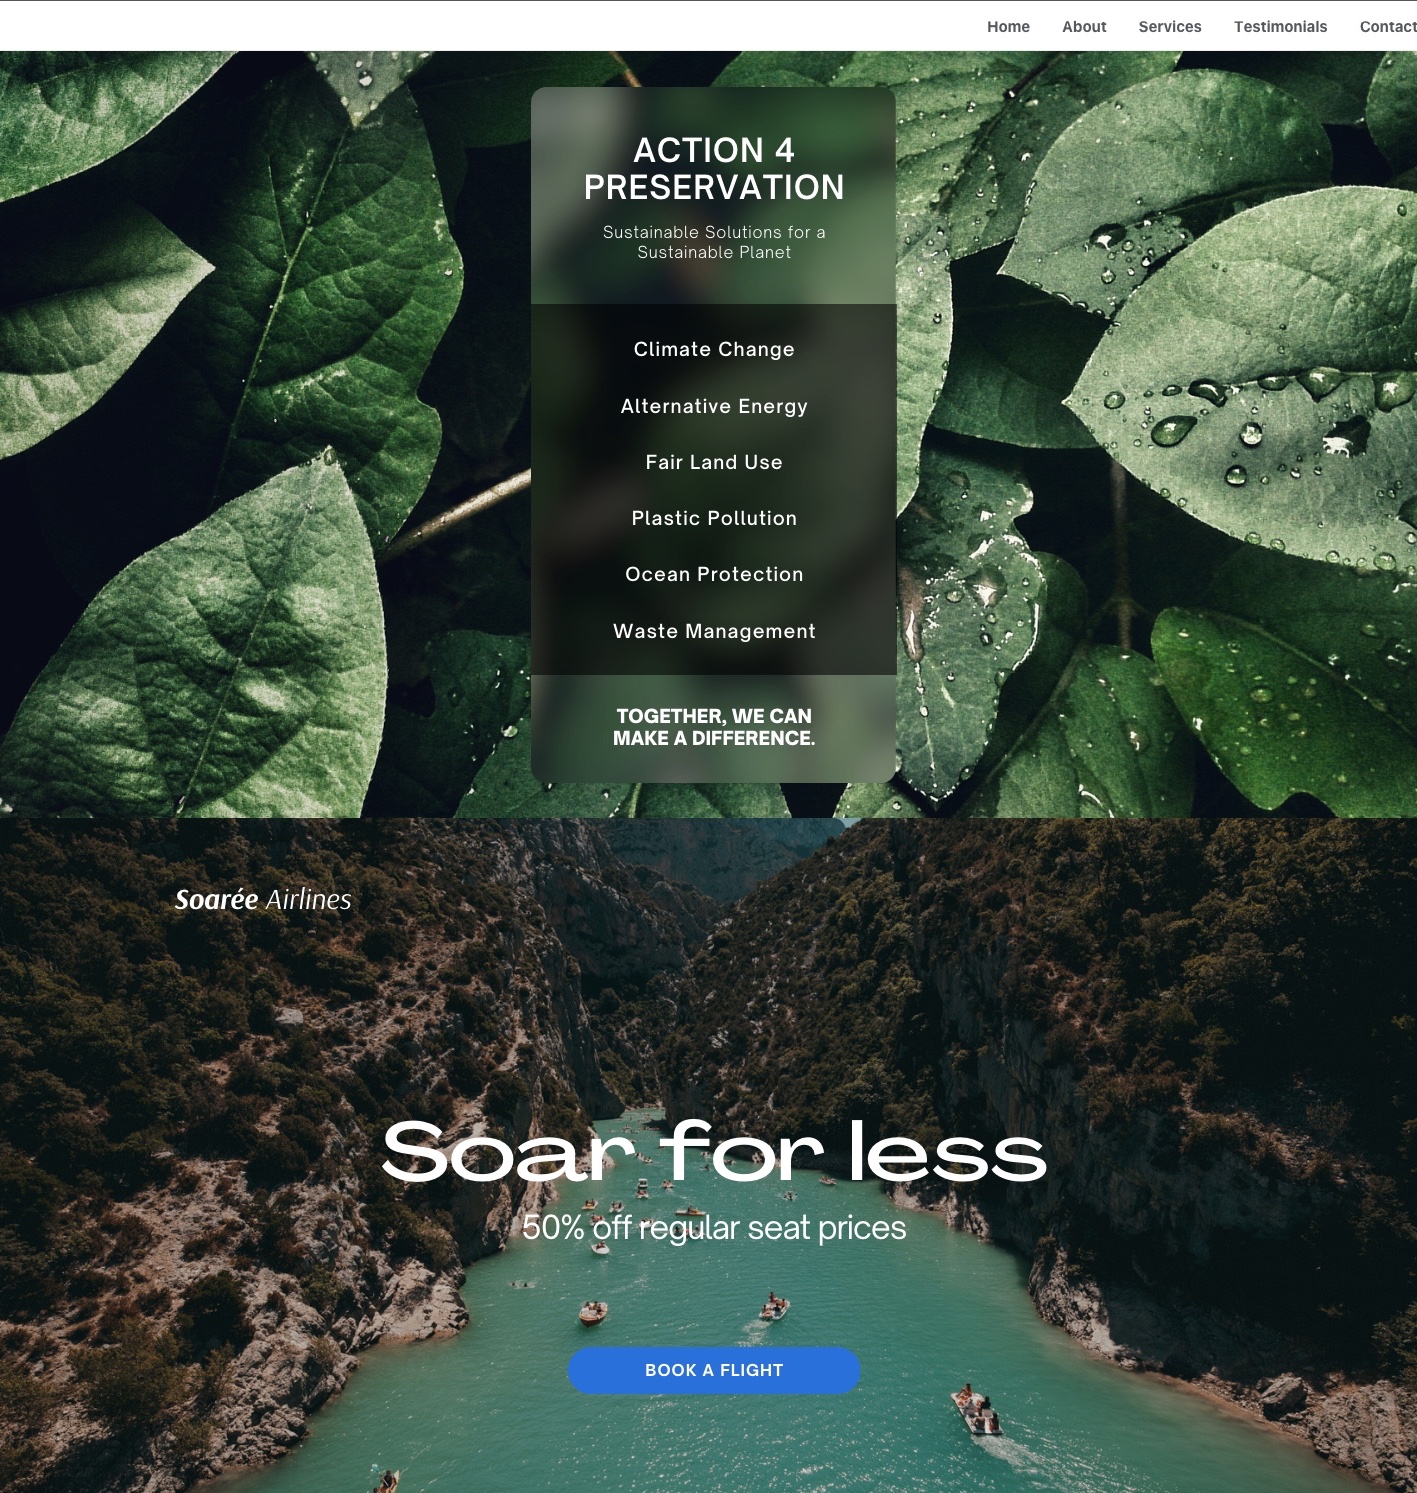 Home About Services Testimonials Contact
ACTION 4
PRESERVATION
Sustainable Solutions for a
Sustainable Planet
Climate Change
Alternative Energy
Fair Land Use
Plastic Pollution
Ocean Protection
Waste Management
TOGETHER, WE CAN
MAKE A DIFFERENCE.
Soarée Airlines
Soar for less
50% off regular seat prices
BOOK A FLIGHT